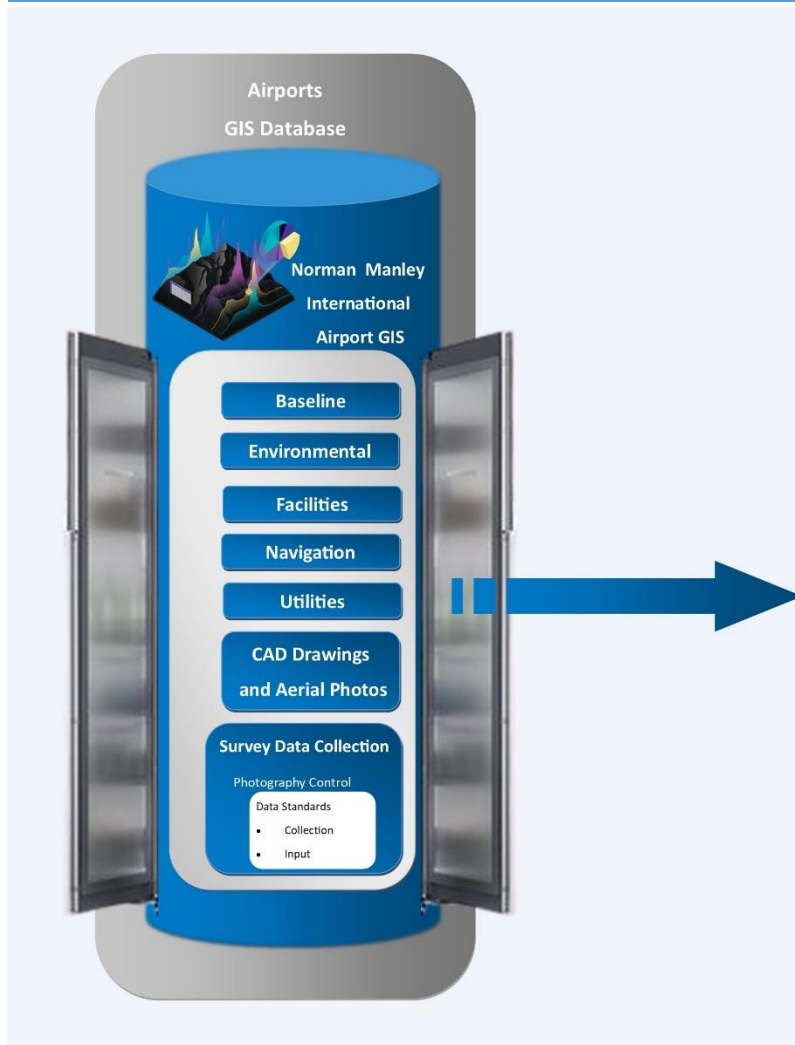 Airports
GIS Database
Norman Manley
International
Airport GIS
Baseline
Environmental
Facilities
Navigation
Utilities
CAD Drawings
and Aerial Photos
Survey Data Collection
Photography Control
Data Standards
• Collection
• Input